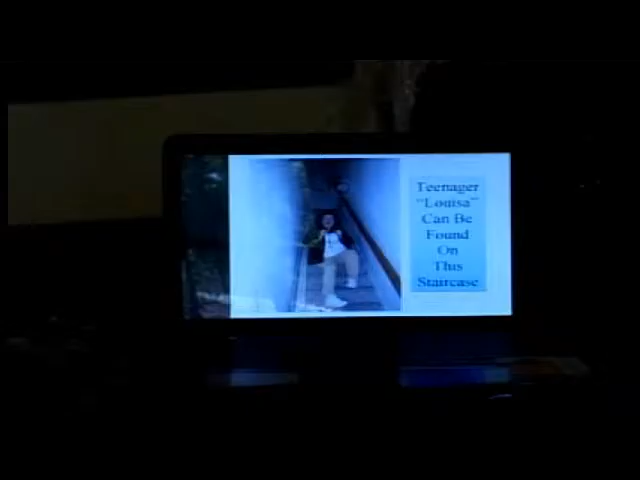 Teenager
"Louisa"
Can Be
Found
On
This
Staircase